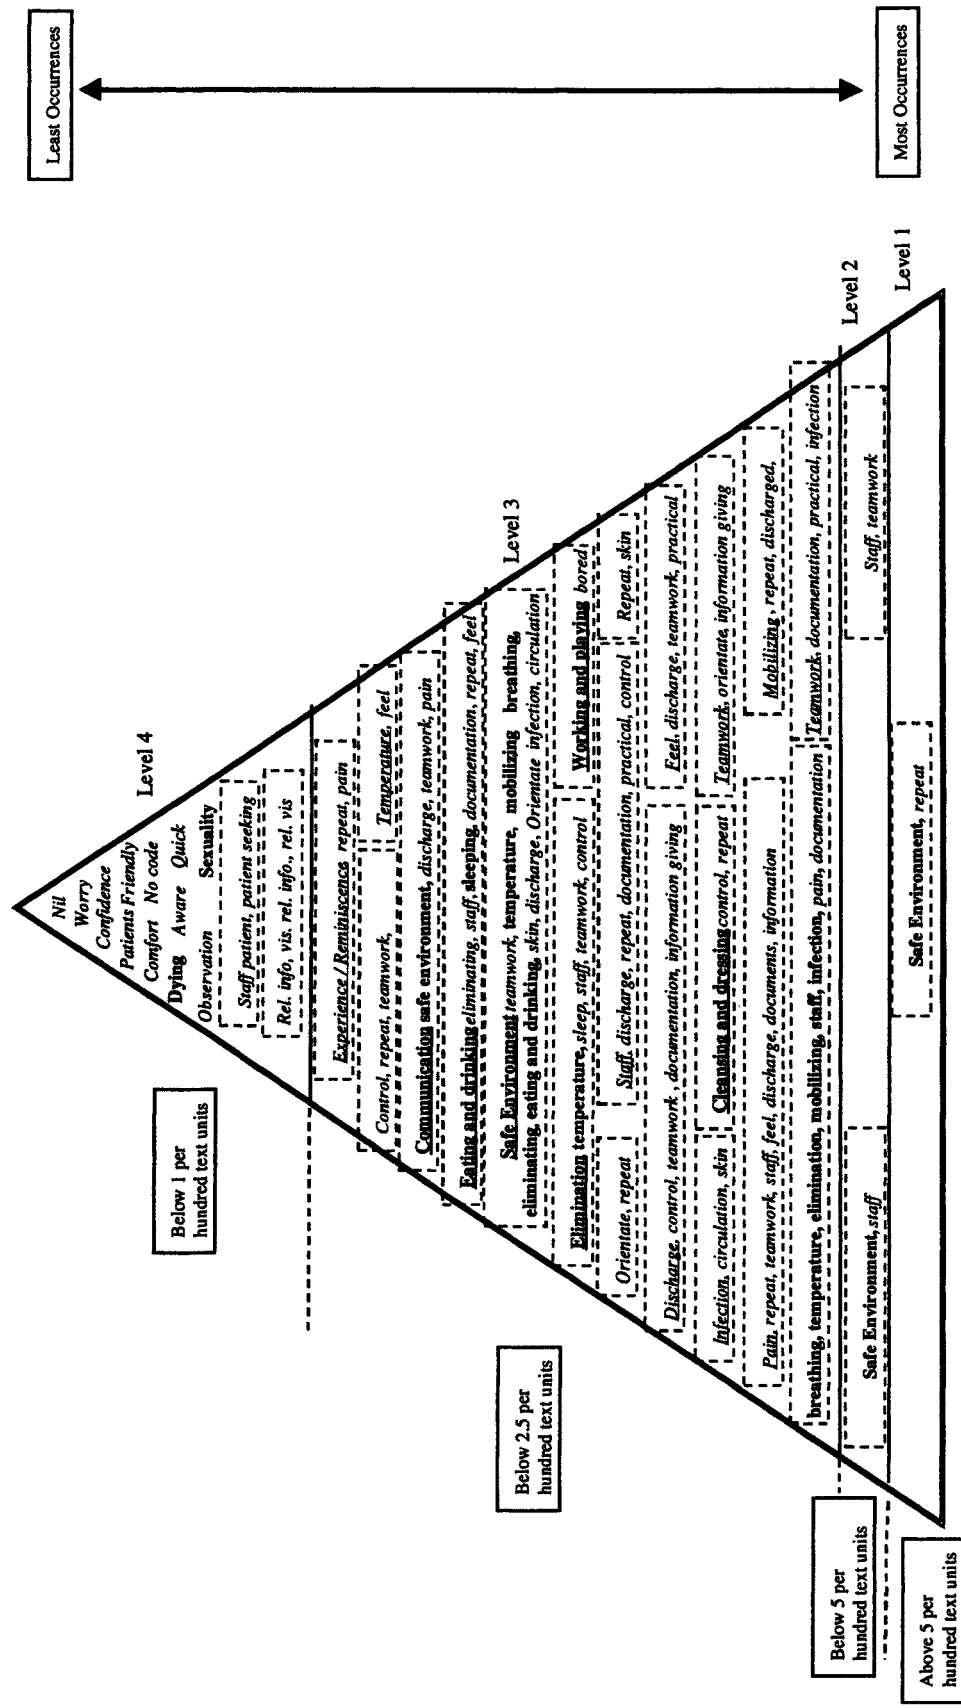 Least Occurrences
Most Occurrences
Level 4
Level 3
Level 2
Level 1
Below 1 per
hundred text units
Below 2.5 per
hundred text units
Below 5 per
hundred text units
Above 5 per
hundred text units
Nil
Worry
Confidence
Patients Friendly
Comfort No code
Dying Aware Quick
Observation Sexuality
Staff patient, patient seeking
Rel. info, vis. rel. info., rel. vis
Experience / Reminiscence, repeat, pain
Control, repeat, teamwork,
Temperature, feel
Communication safe environment, discharge, teamwork, pain
Eating and drinking eliminating, staff, sleeping, documentation, repeat, feel
Safe Environment teamwork, temperature, mobilizing breathing,
eliminating, eating and drinking, skin, discharge, Orientate infection, circulation
Elimination temperature, sleep, staff, teamwork, control
Working and playing bored
Orientate, repeat
Staff, discharge, repeat, documentation, practical, control
Repeat, skin
Discharge, control, teamwork , documentation, information giving
Feel, discharge, teamwork, practical
Infection, circulation, skin
Cleansing and dressing control, repeat
Teamwork, orientate, information giving
Pain, repeat, teamwork, staff, feel, discharge, documents, information
Mobilizing , repeat, discharged,
breathing, temperature, elimination, mobilizing, staff, infection, pain, documentation
Teamwork, documentation, practical, infection
Safe Environment, staff
Staff, teamwork
Safe Environment, repeat